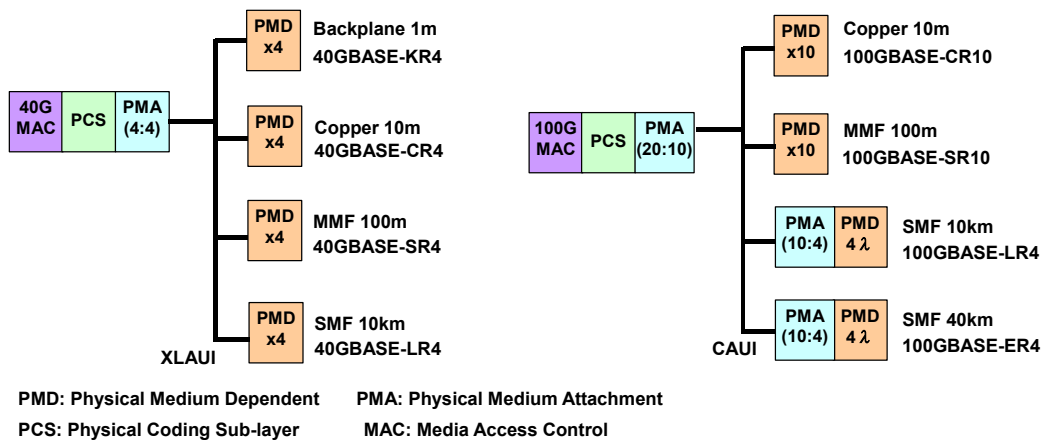 40G
MAC
PCS
PMA
(4:4)
PMD
x4
Backplane 1m
40GBASE-KR4
PMD
x4
Copper 10m
40GBASE-CR4
PMD
x4
MMF 100m
40GBASE-SR4
PMD
x4
SMF 10km
40GBASE-LR4
XLAUI
100G
MAC
PCS
PMA
(20:10)
PMD
x10
Copper 10m
100GBASE-CR10
PMD
x10
MMF 100m
100GBASE-SR10
PMA
(10:4)
PMD
4 λ
SMF 10km
100GBASE-LR4
PMA
(10:4)
PMD
4 λ
SMF 40km
100GBASE-ER4
CAUI
PMD: Physical Medium Dependent
PMA: Physical Medium Attachment
PCS: Physical Coding Sub-layer
MAC: Media Access Control